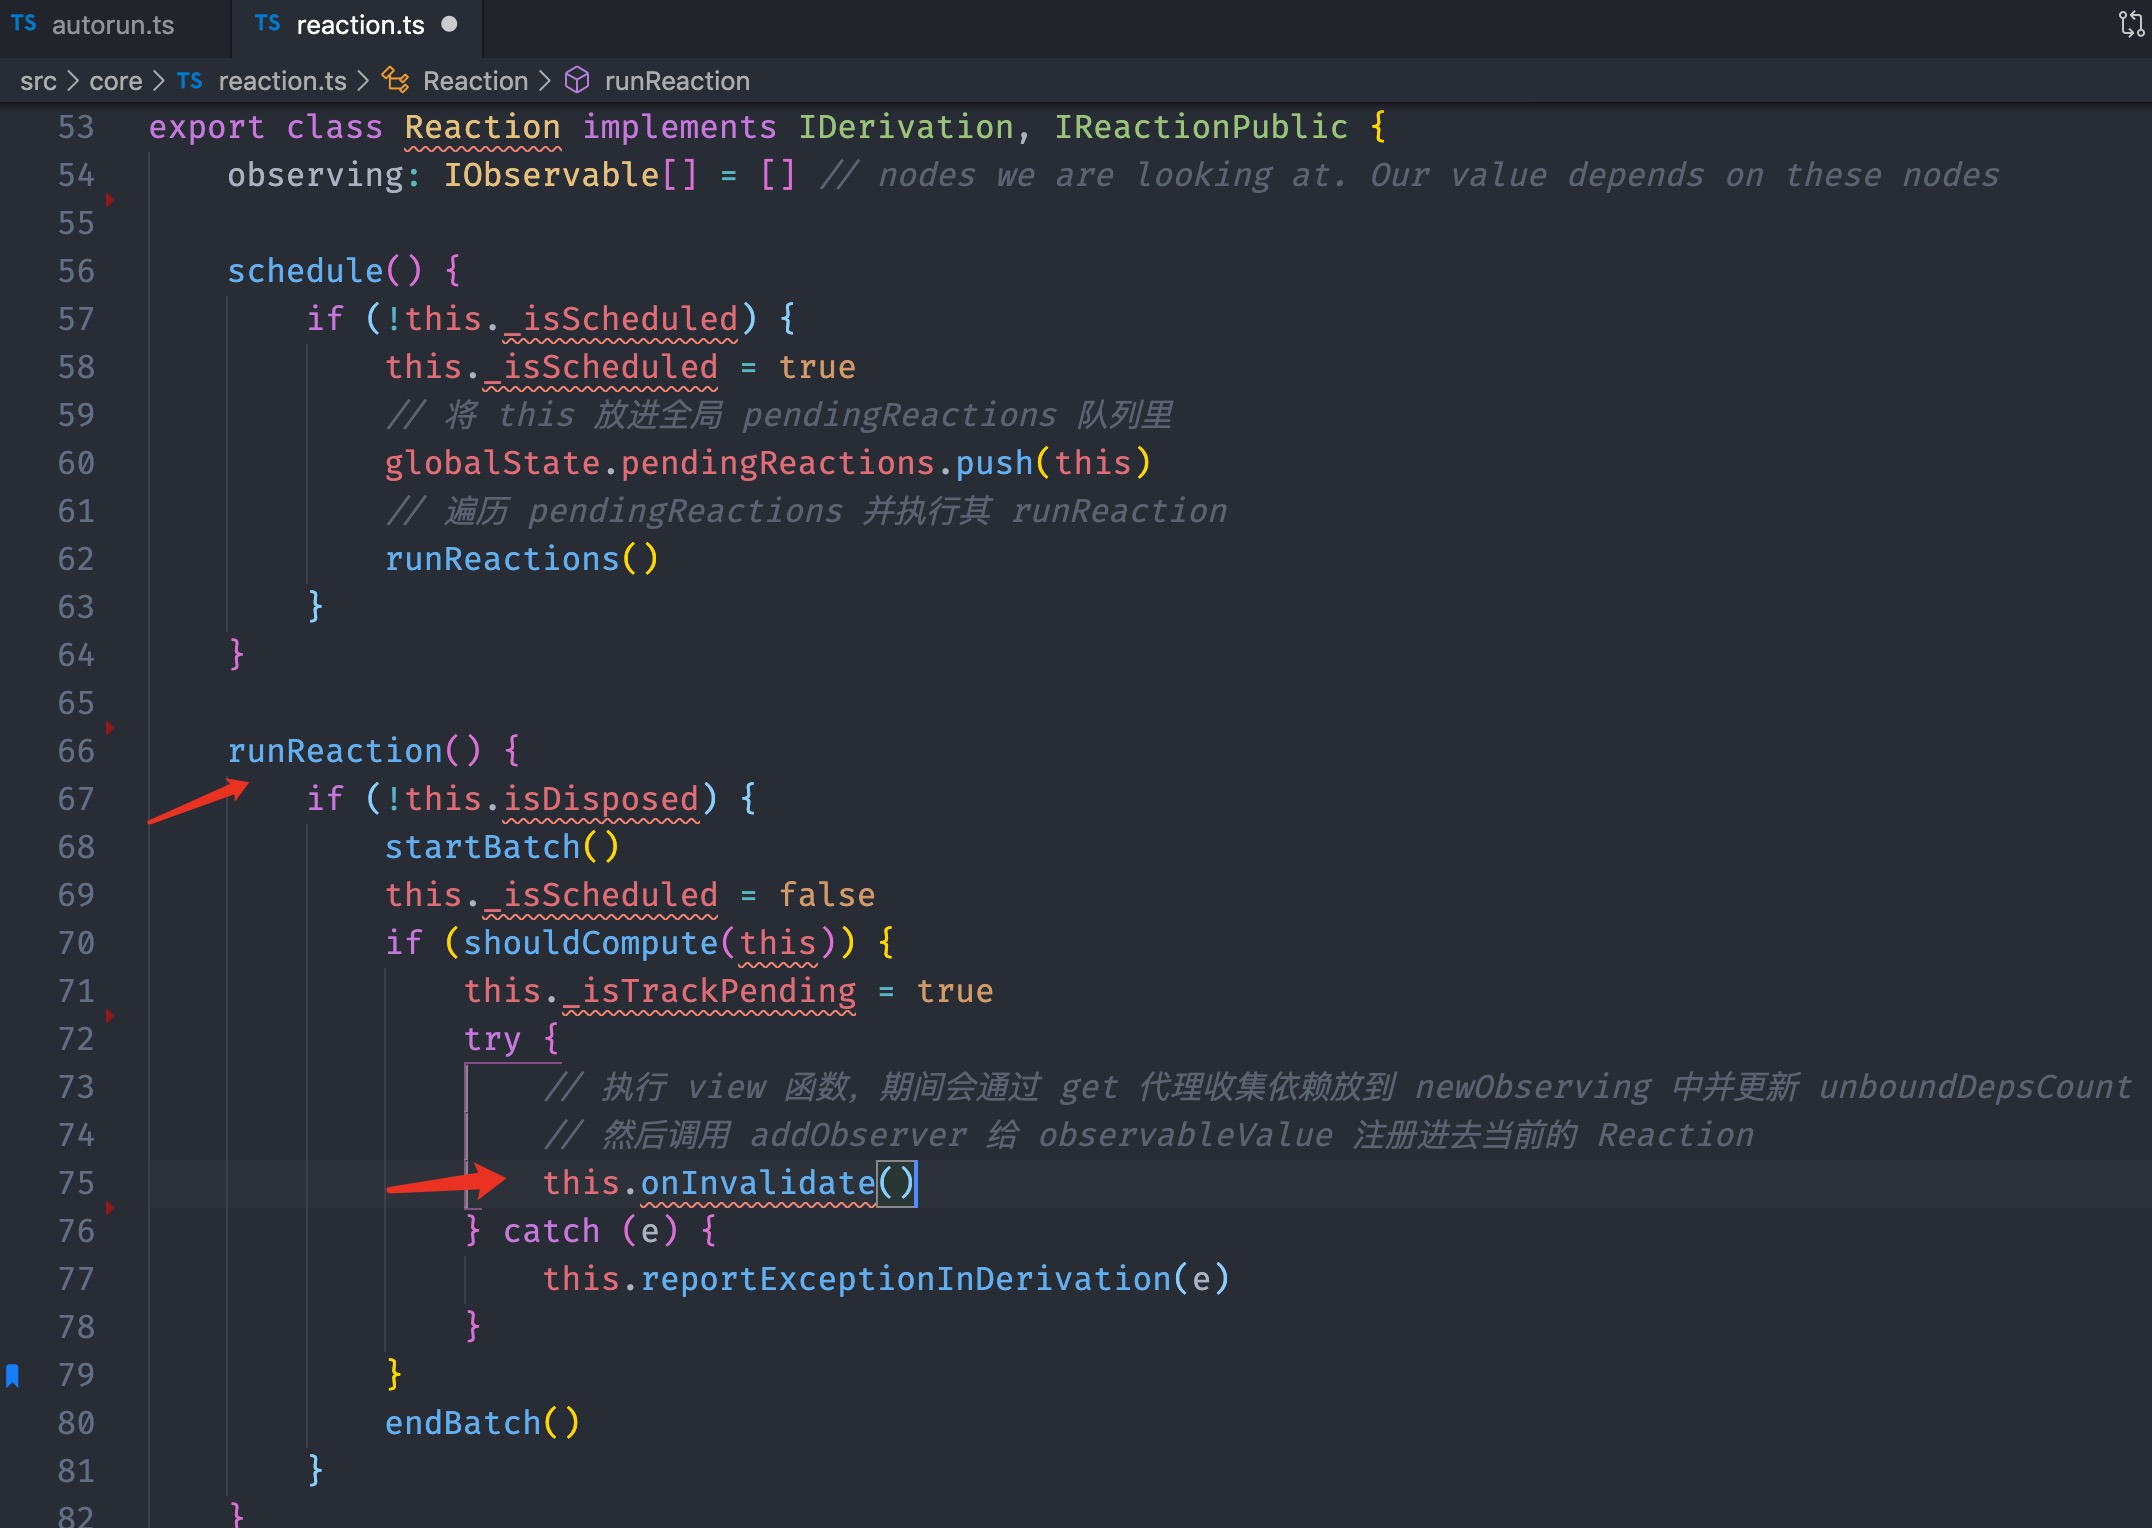 TS autorun.ts TS reaction.ts
src > core > TS reaction.ts > Reaction > runReaction
53 export class Reaction implements IDerivation, IReactionPublic {
54 observing: IObservable[] = [] // nodes we are looking at. Our value depends on these nodes
55
56 schedule() {
57 if (!this._isScheduled) {
58 this._isScheduled = true
59 // 将 this 放进全局 pendingReactions 队列里
60 globalState.pendingReactions.push(this)
61 // 遍历 pendingReactions 并执行其 runReaction
62 runReactions()
63 }
64 }
65
66 runReaction() {
67 if (!this.isDisposed) {
68 startBatch()
69 this._isScheduled = false
70 if (shouldCompute(this)) {
71 this._isTrackPending = true
72 try {
73 // 执行 view 函数，期间会通过 get 代理收集依赖放到 newObserving 中并更新 unboundDepsCount
74 // 然后调用 addObserver 给 observableValue 注册进去当前的 Reaction
75 this.onInvalidate()
76 } catch (e) {
77 this.reportExceptionInDerivation(e)
78 }
79 }
80 endBatch()
81 }
82 }